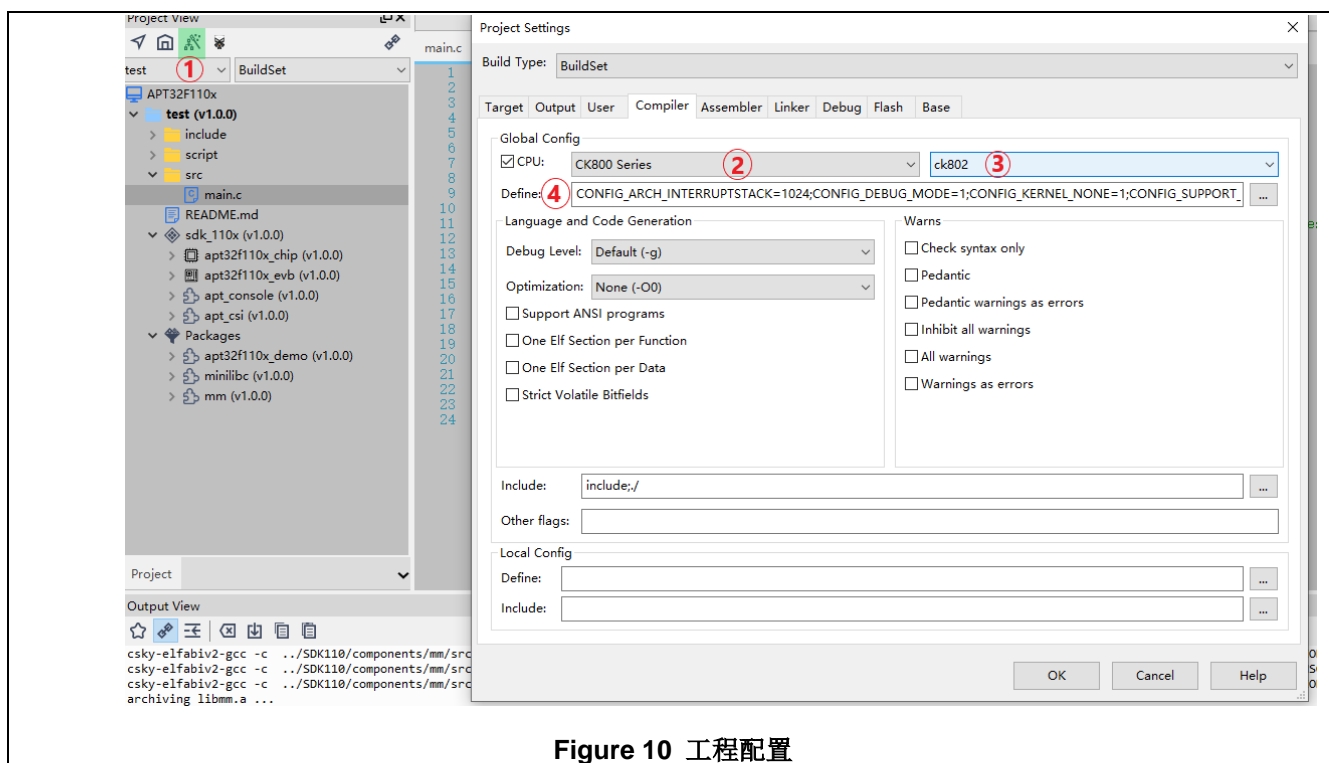 Project View
test ① BuildSet
APT32F110x
test (v1.0.0)
include
script
src
main.c
README.md
sdk_110x (v1.0.0)
apt32f110x_chip (v1.0.0)
apt32f110x_evb (v1.0.0)
apt_console (v1.0.0)
apt_csi (v1.0.0)
Packages
apt32f110x_demo (v1.0.0)
minilibc (v1.0.0)
mm (v1.0.0)
Project
main.c
1
2
3
4
5
6
7
8
9
10
11
12
13
14
15
16
17
18
19
20
21
22
23
24
Project Settings
Build Type: BuildSet
Target Output User Compiler Assembler Linker Debug Flash Base
Global Config
CPU: CK800 Series ② ck802 ③
Define: ④ CONFIG_ARCH_INTERRUPTSTACK=1024;CONFIG_DEBUG_MODE=1;CONFIG_KERNEL_NONE=1;CONFIG_SUPPORT_ ...
Language and Code Generation
Debug Level: Default (-g)
Optimization: None (-O0)
Support ANSI programs
One Elf Section per Function
One Elf Section per Data
Strict Volatile Bitfields
Warns
Check syntax only
Pedantic
Pedantic warnings as errors
Inhibit all warnings
All warnings
Warnings as errors
Include: include;./ ...
Other flags:
Local Config
Define: ...
Include: ...
OK Cancel Help
Output View
csky-elfabiv2-gcc -c ../SDK110/components/mm/src
csky-elfabiv2-gcc -c ../SDK110/components/mm/src
csky-elfabiv2-gcc -c ../SDK110/components/mm/src
archiving libmm.a ...
Figure 10 工程配置